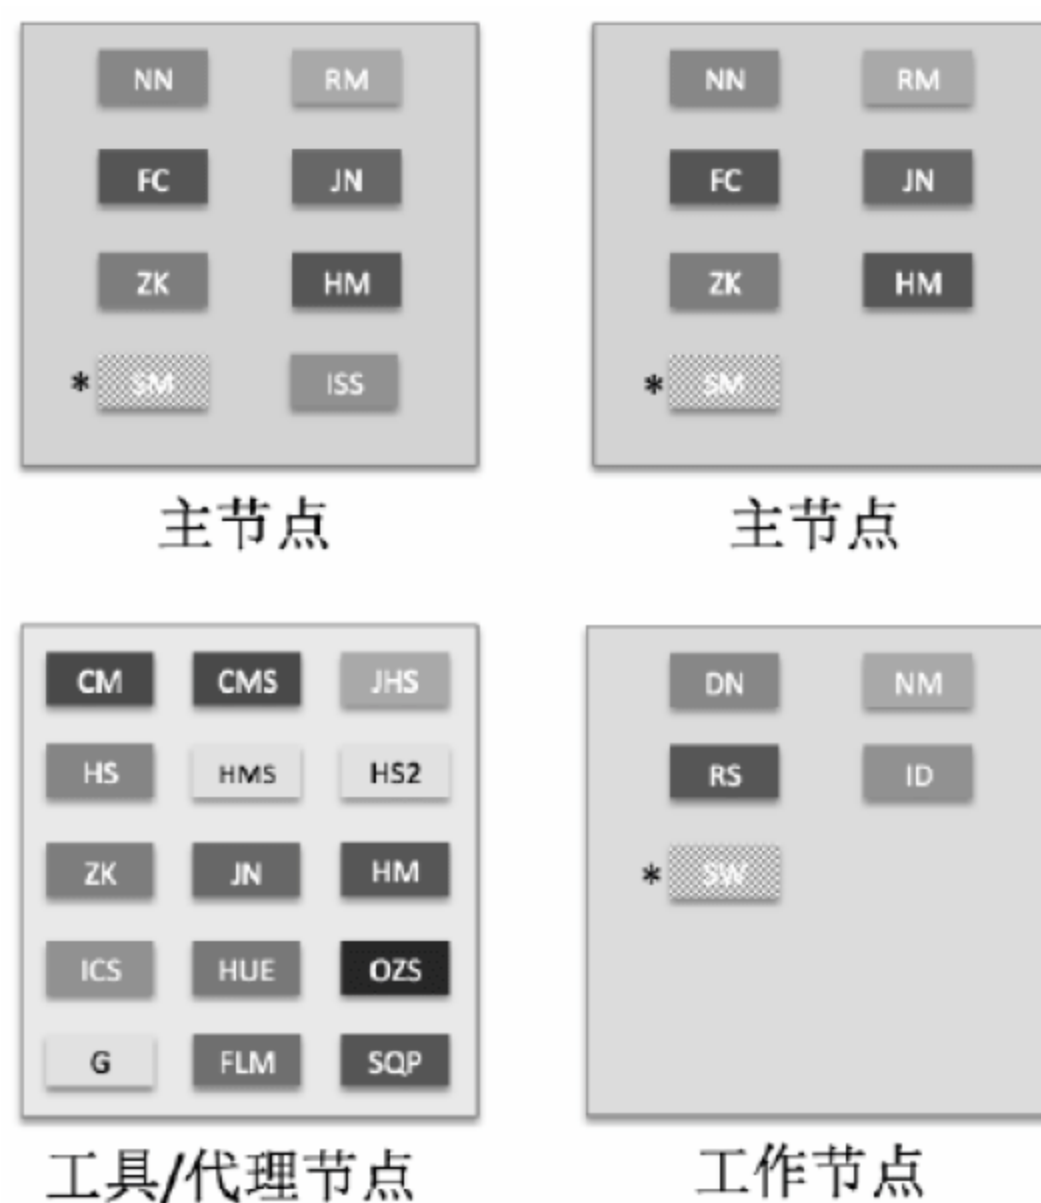 NN RM
FC JN
ZK HM
* SM ISS
主节点
NN RM
FC JN
ZK HM
* SM
主节点
CM CMS JHS
HS HMS HS2
ZK JN HM
ICS HUE OZS
G FLM SQP
工具/代理节点
DN NM
RS ID
* SW
工作节点